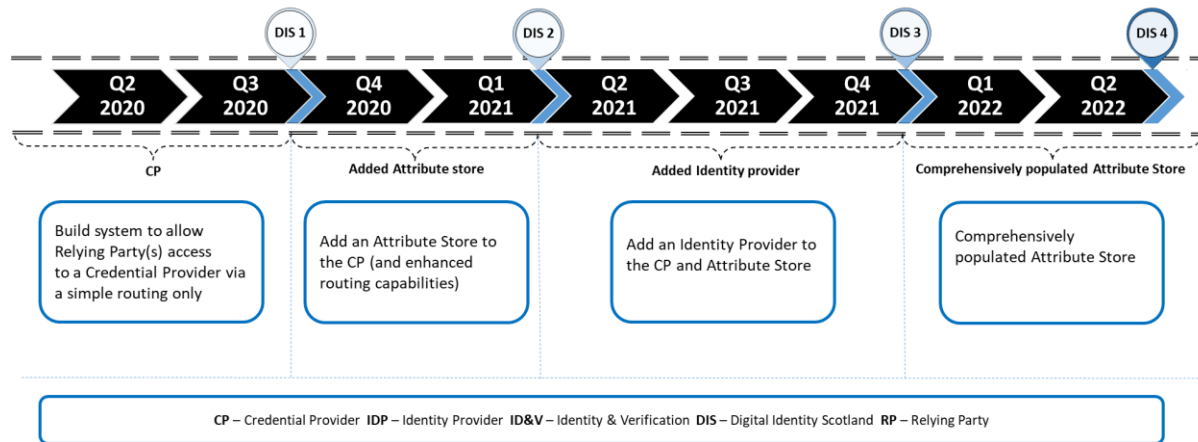 DIS 1
DIS 2
DIS 3
DIS 4
Q2
2020
Q3
2020
Q4
2020
Q1
2021
Q2
2021
Q3
2021
Q4
2021
Q1
2022
Q2
2022
CP
Added Attribute store
Added Identity provider
Comprehensively populated Attribute Store
Build system to allow
Relying Party(s) access
to a Credential Provider via
a simple routing only
Add an Attribute Store to
the CP (and enhanced
routing capabilities)
Add an Identity Provider to
the CP and Attribute Store
Comprehensively
populated Attribute Store
CP – Credential Provider IDP – Identity Provider ID&V – Identity & Verification DIS – Digital Identity Scotland RP – Relying Party